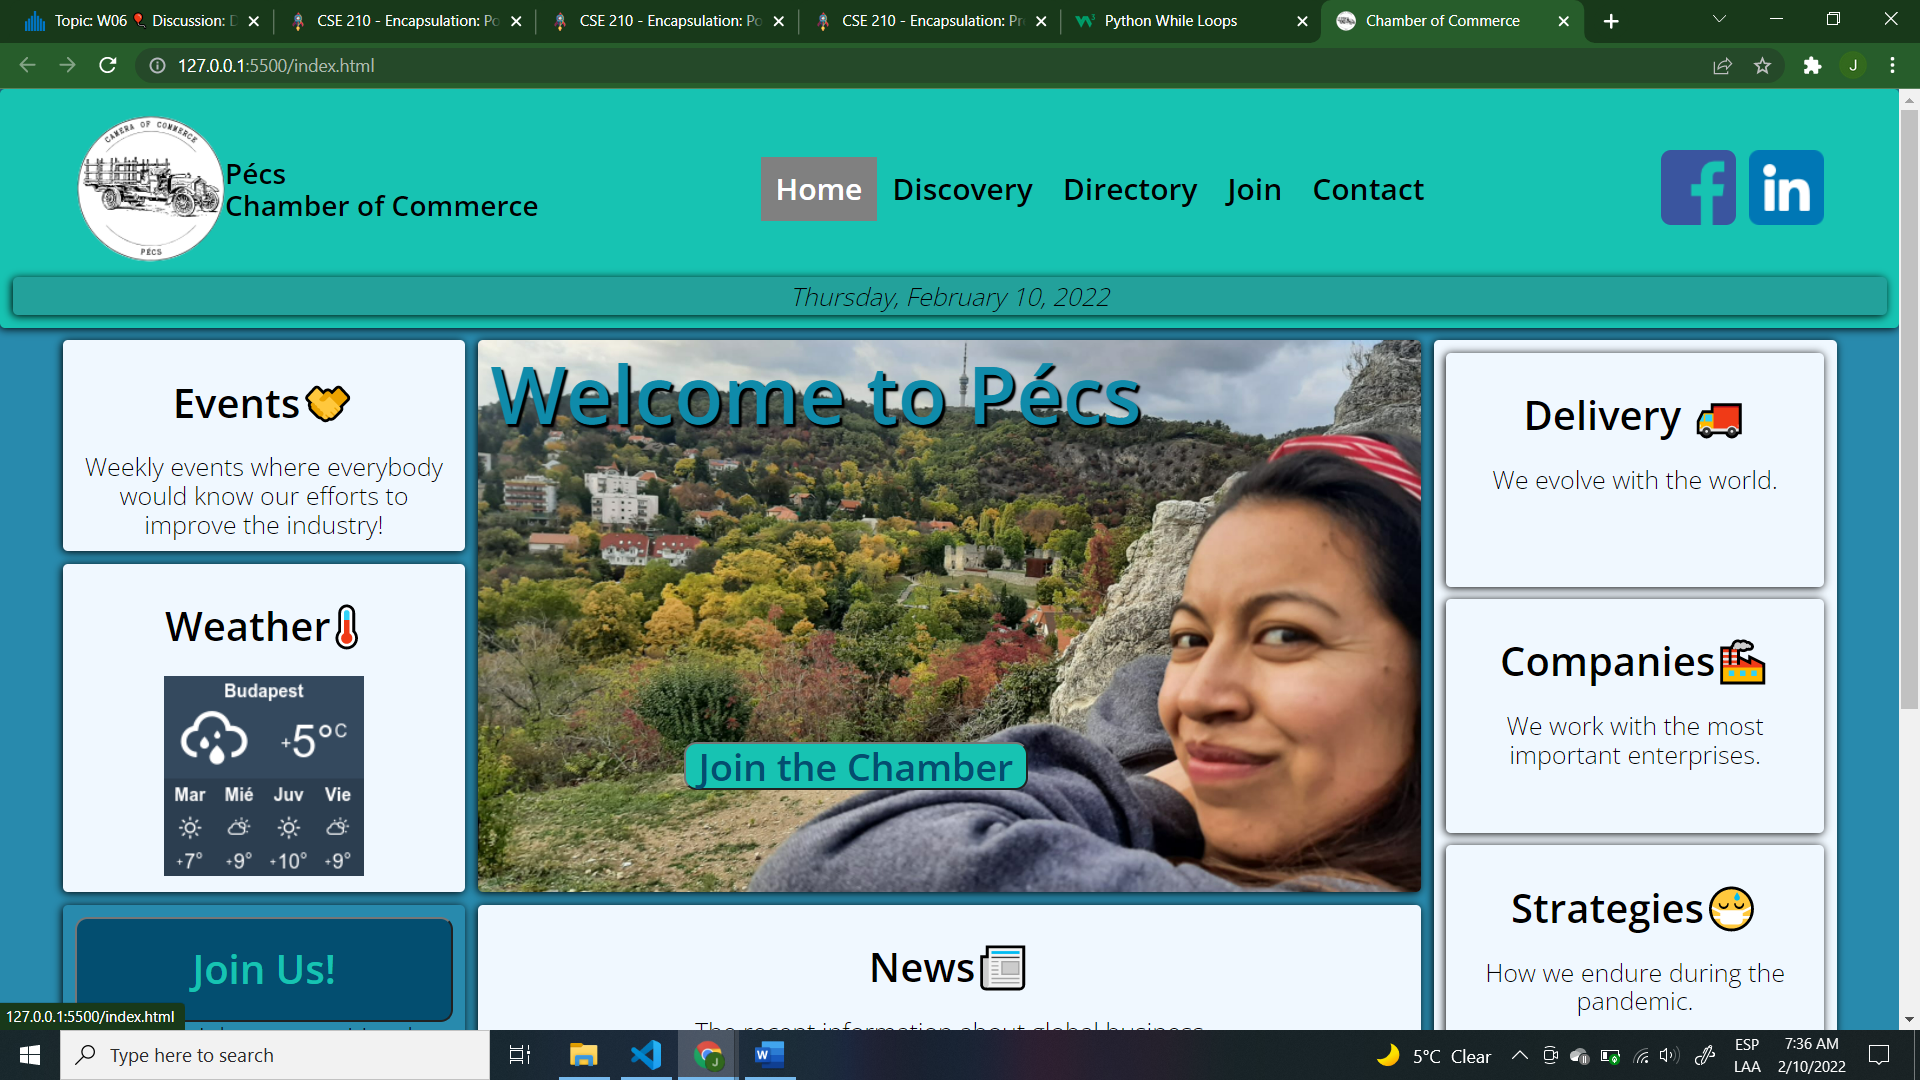 Topic: W06 🎈 Discussion: D
CSE 210 - Encapsulation: Po
CSE 210 - Encapsulation: Po
CSE 210 - Encapsulation: Pr
Python While Loops
Chamber of Commerce
127.0.0.1:5500/index.html
J
CAMERA OF COMMERCE
PÉCS
Pécs
Chamber of Commerce
Home
Discovery
Directory
Join
Contact
Thursday, February 10, 2022
Events
Weekly events where everybody
would know our efforts to
improve the industry!
Weather
Budapest
+5°C
Mar Mié Juv Vie
+7° +9° +10° +9°
Join Us!
Welcome to Pécs
Join the Chamber
News
The recent information about global business
Delivery
We evolve with the world.
Companies
We work with the most
important enterprises.
Strategies
How we endure during the
pandemic.
127.0.0.1:5500/index.html
Type here to search
5°C Clear
ESP
LAA
7:36 AM
2/10/2022